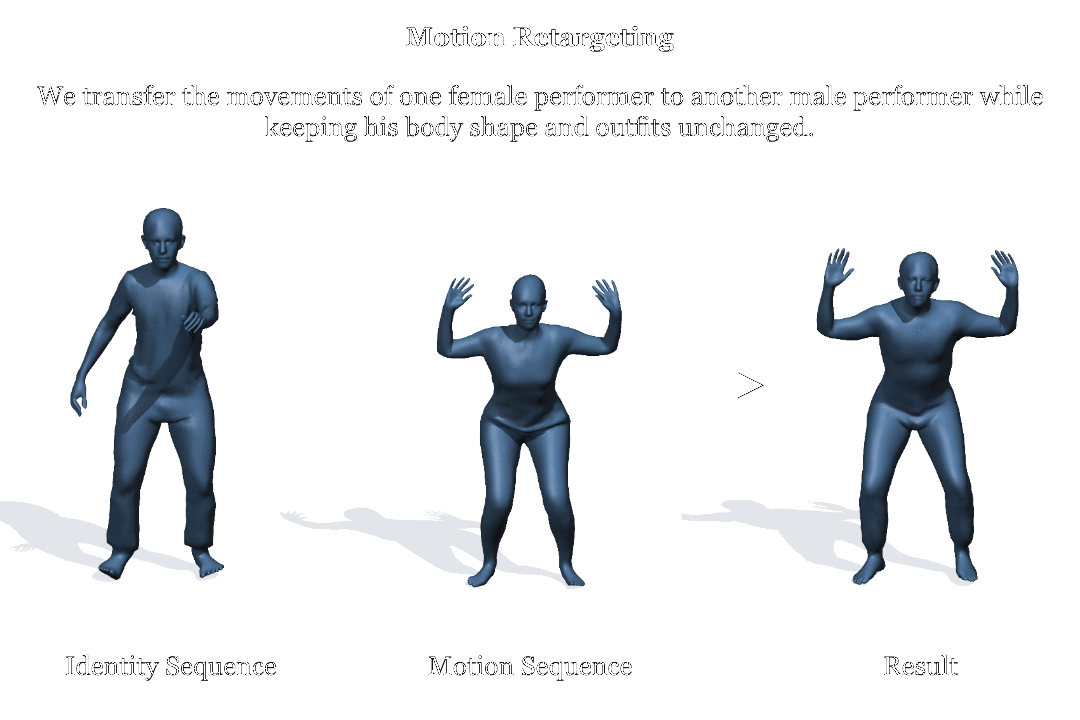 Motion Retargeting
We transfer the movements of one female performer to another male performer while
keeping his body shape and outfits unchanged.
>
Identity Sequence
Motion Sequence
Result